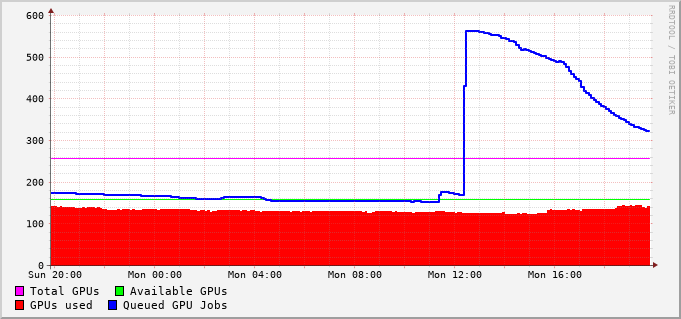 600
500
400
300
200
100
0
Sun 20:00 Mon 00:00 Mon 04:00 Mon 08:00 Mon 12:00 Mon 16:00
Total GPUs Available GPUs
GPUs used Queued GPU Jobs
RRDTOOL / TOBI OETIKER